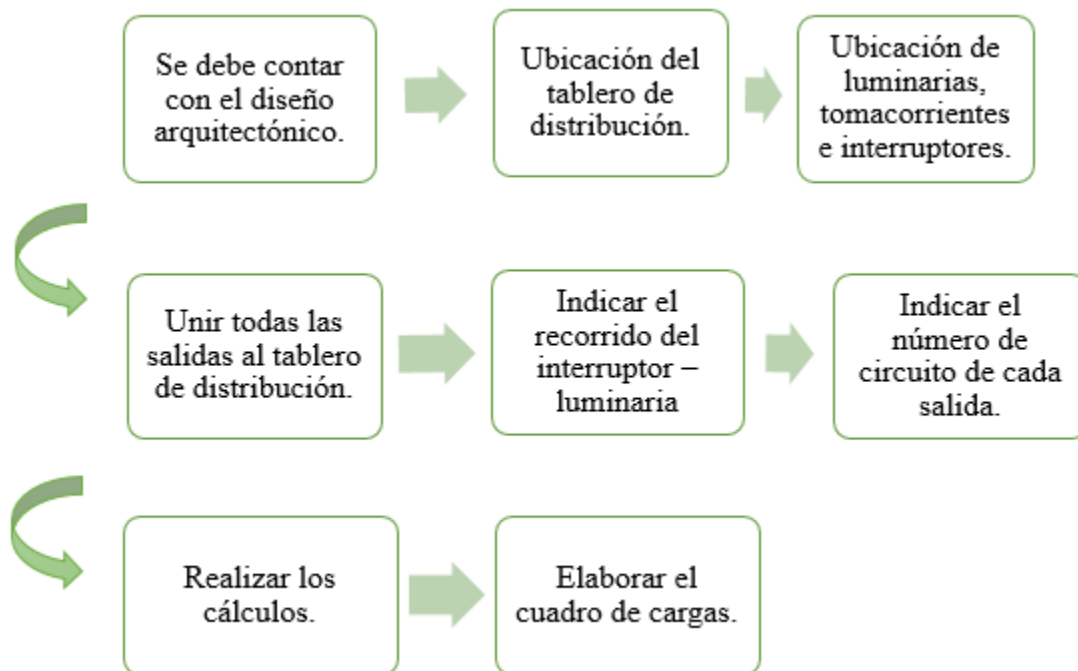 Se debe contar
con el diseño
arquitectónico.
Ubicación del
tablero de
distribución.
Ubicación de
luminarias,
tomacorrientes
e interruptores.
Unir todas las
salidas al tablero
de distribución.
Indicar el
recorrido del
interruptor –
luminaria
Indicar el
número de
circuito de cada
salida.
Realizar los
cálculos.
Elaborar el
cuadro de cargas.